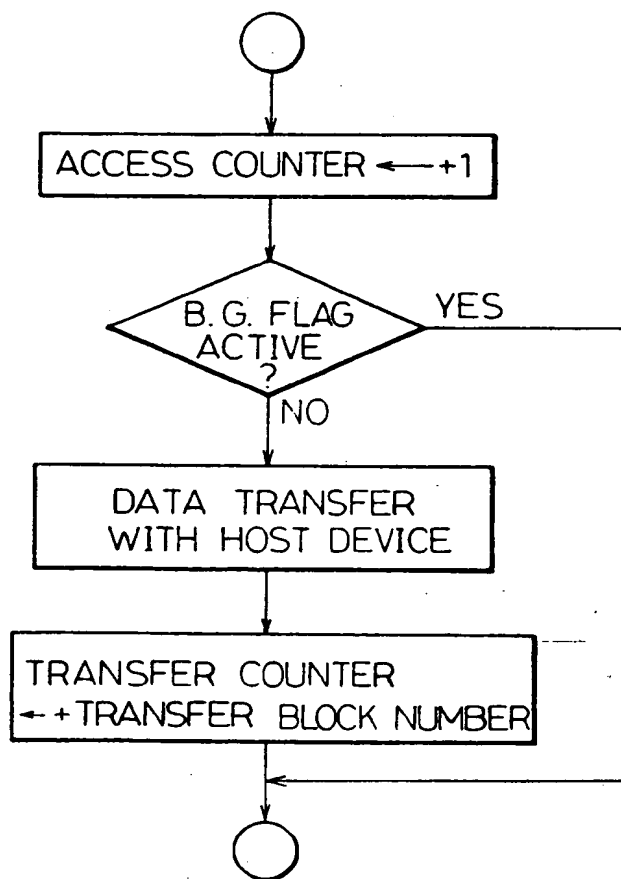 ACCESS COUNTER ← +1
B. G. FLAG
ACTIVE
?
YES
NO
DATA TRANSFER
WITH HOST DEVICE
TRANSFER COUNTER
← + TRANSFER BLOCK NUMBER